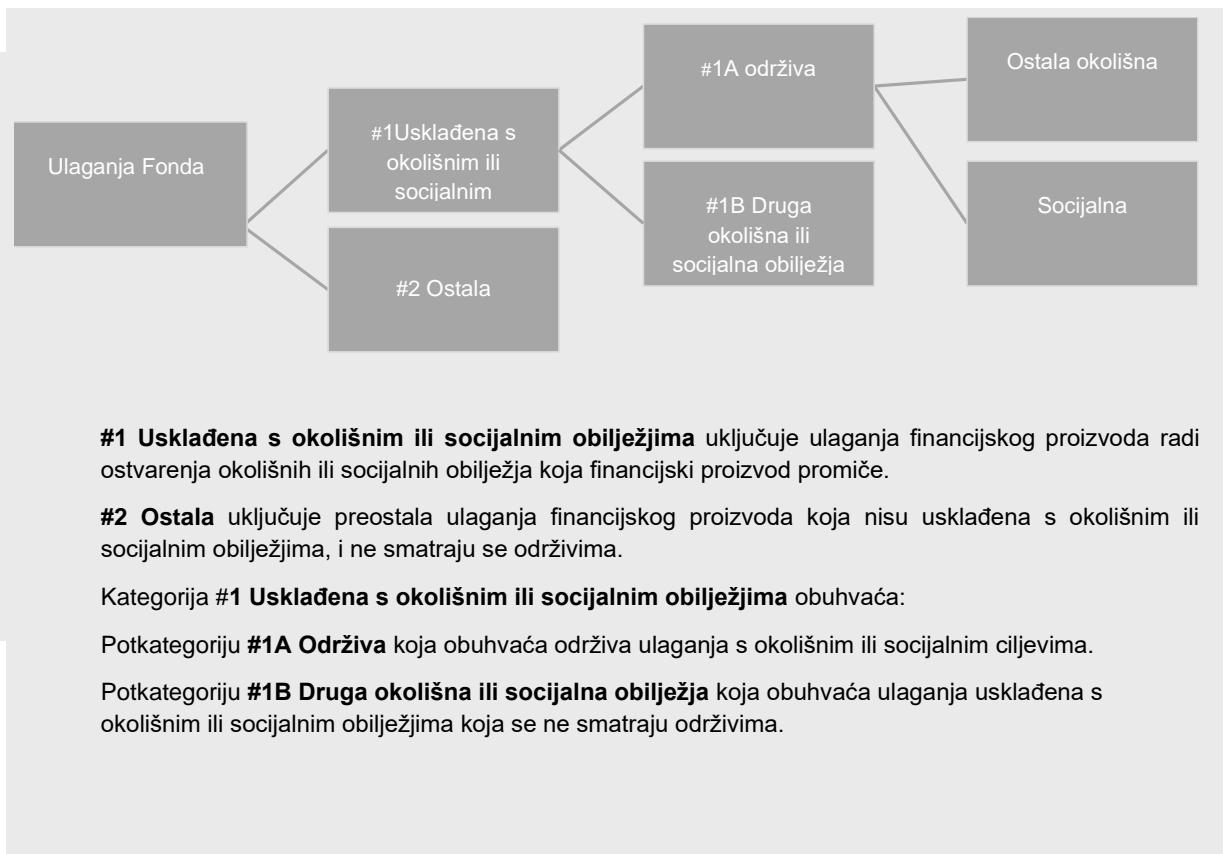 Ulaganja Fonda
#1Usklađena s
okolišnim ili
socijalnim
#2 Ostala
#1A održiva
#1B Druga
okolišna ili
socijalna obilježja
Ostala okolišna
Socijalna
#1 Usklađena s okolišnim ili socijalnim obilježjima uključuje ulaganja financijskog proizvoda radi
ostvarenja okolišnih ili socijalnih obilježja koja financijski proizvod promiče.
#2 Ostala uključuje preostala ulaganja financijskog proizvoda koja nisu usklađena s okolišnim ili
socijalnim obilježjima, i ne smatraju se održivima.
Kategorija #1 Usklađena s okolišnim ili socijalnim obilježjima obuhvaća:
Potkategoriju #1A Održiva koja obuhvaća održiva ulaganja s okolišnim ili socijalnim ciljevima.
Potkategoriju #1B Druga okolišna ili socijalna obilježja koja obuhvaća ulaganja usklađena s
okolišnim ili socijalnim obilježjima koja se ne smatraju održivima.